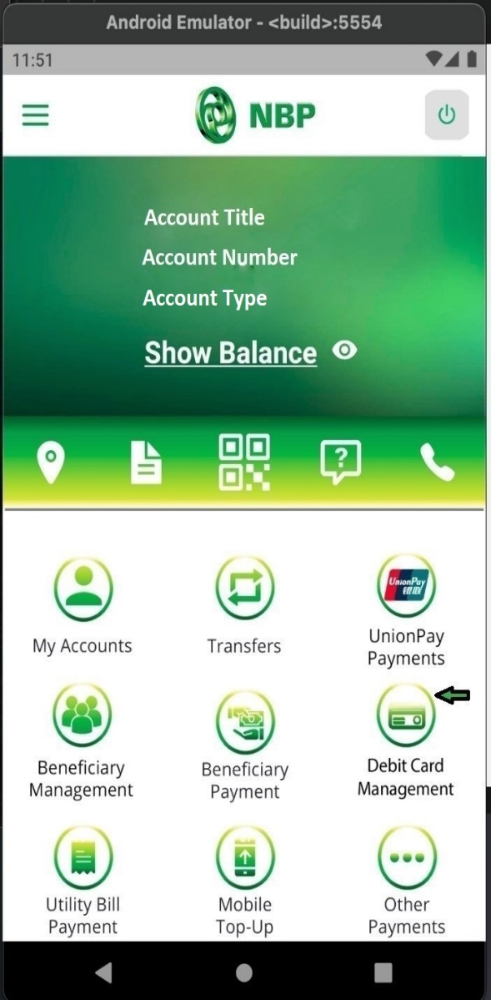 Android Emulator - <build>:5554
11:51
NBP
Account Title
Account Number
Account Type
Show Balance
?
My Accounts
Transfers
UnionPay
银联
UnionPay
Payments
Beneficiary
Management
Beneficiary
Payment
Debit Card
Management
Utility Bill
Payment
Mobile
Top-Up
Other
Payments